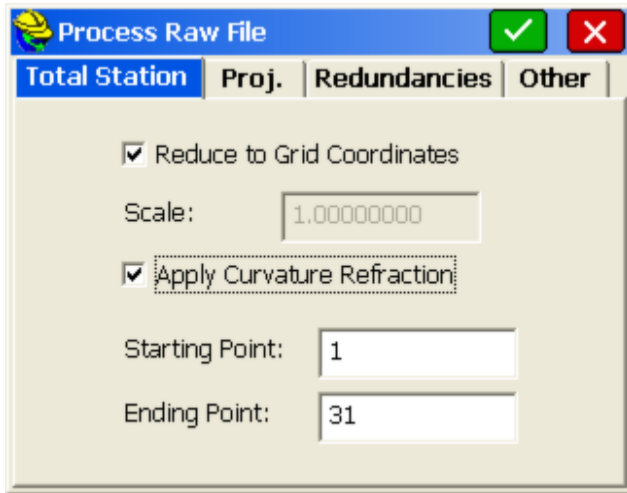 Process Raw File
Total Station Proj. Redundancies Other
Reduce to Grid Coordinates
Scale: 1.00000000
Apply Curvature Refraction
Starting Point: 1
Ending Point: 31